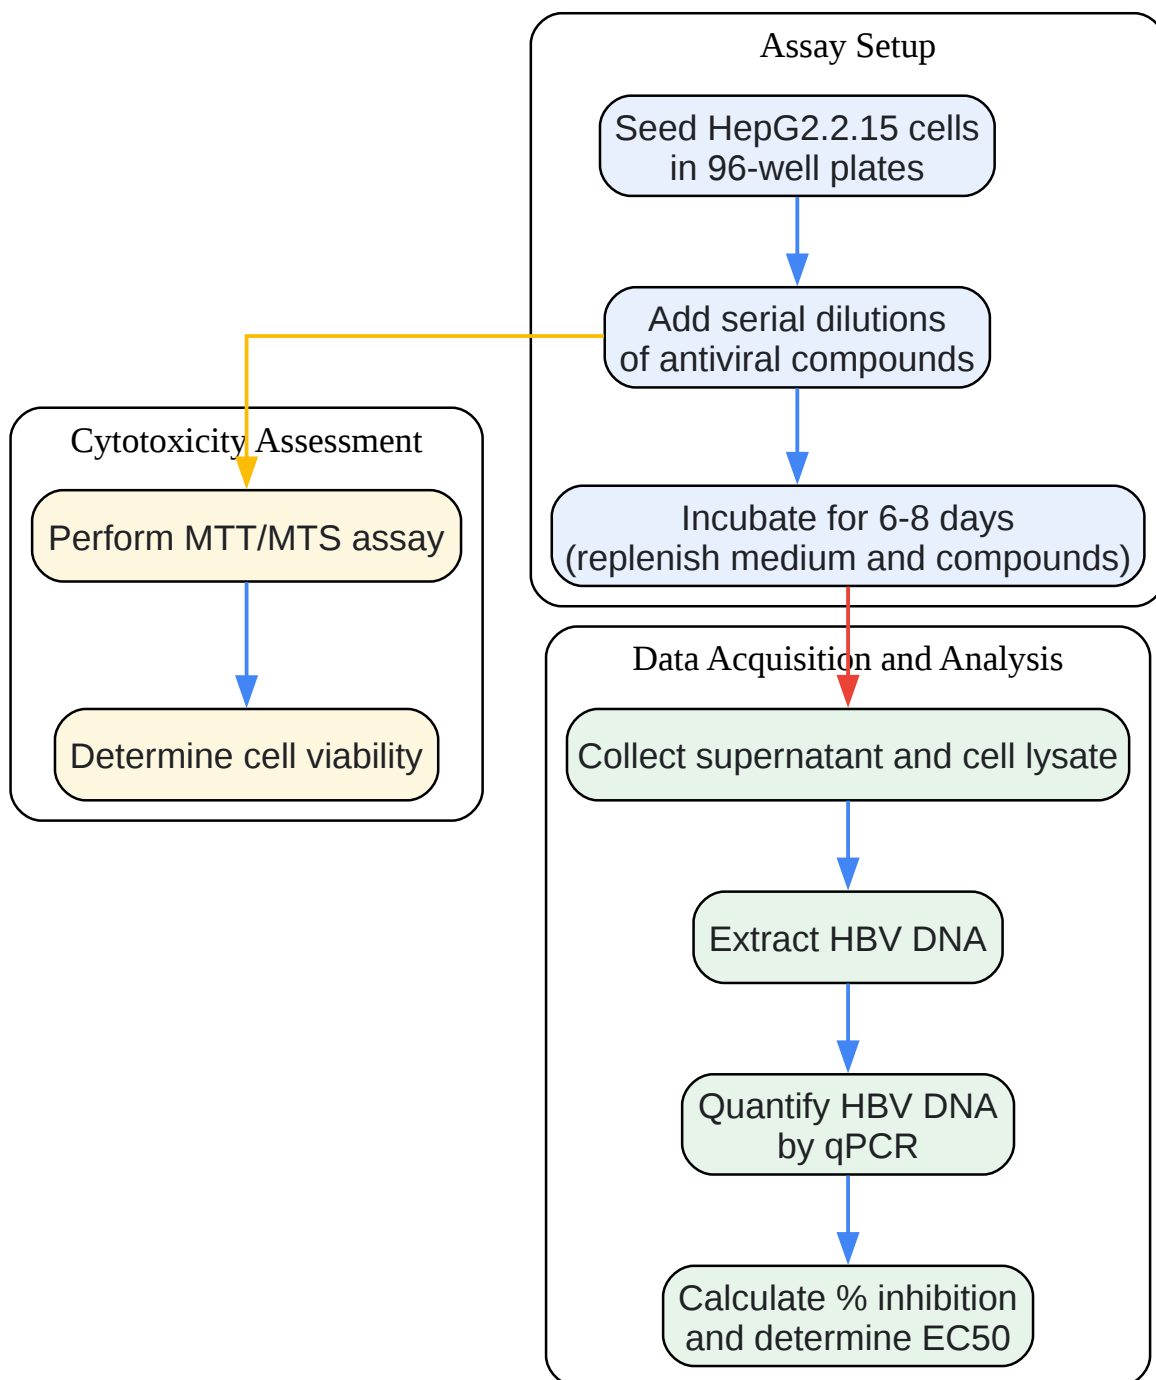 Assay Setup
Seed HepG2.2.15 cells
in 96-well plates
Add serial dilutions
of antiviral compounds
Incubate for 6-8 days
(replenish medium and compounds)
Cytotoxicity Assessment
Perform MTT/MTS assay
Determine cell viability
Data Acquisition and Analysis
Collect supernatant and cell lysate
Extract HBV DNA
Quantify HBV DNA
by qPCR
Calculate % inhibition
and determine EC50